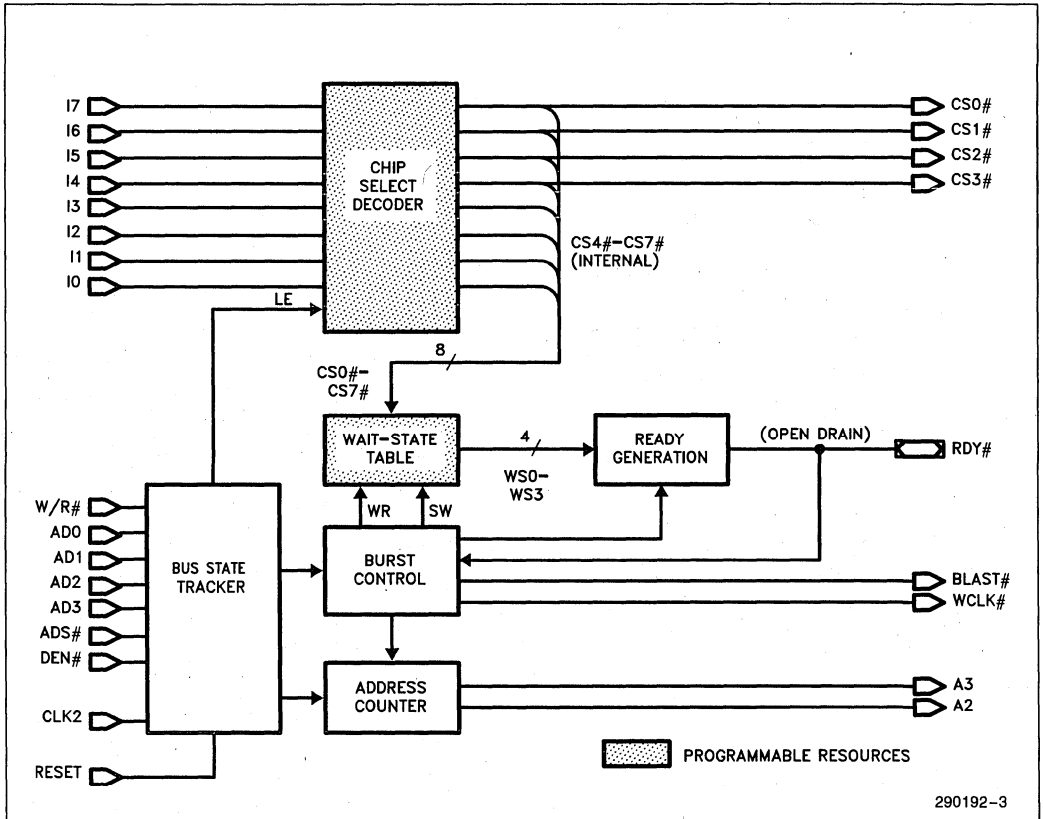 I7
I6
I5
I4
I3
I2
I1
I0
CHIP
SELECT
DECODER
CS0#
CS1#
CS2#
CS3#
CS4#-CS7#
(INTERNAL)
LE
8
CS0#-
CS7#
WAIT-STATE
TABLE
4
WS0-
WS3
READY
GENERATION
(OPEN DRAIN)
RDY#
WR
SW
W/R#
AD0
AD1
AD2
AD3
ADS#
DEN#
CLK2
RESET
BUS STATE
TRACKER
BURST
CONTROL
BLAST#
WCLK#
ADDRESS
COUNTER
A3
A2
PROGRAMMABLE RESOURCES
290192-3